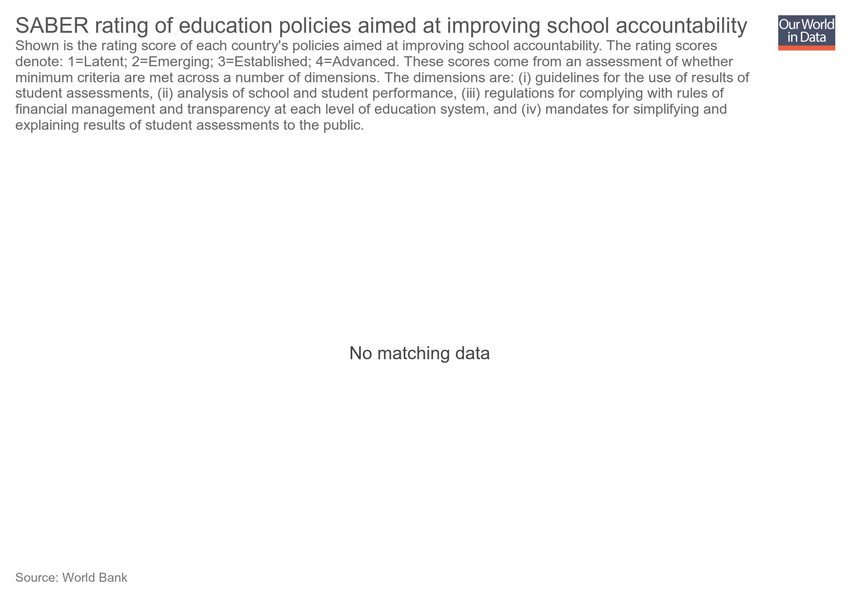 SABER rating of education policies aimed at improving school accountability
Our World
in Data
Shown is the rating score of each country's policies aimed at improving school accountability. The rating scores
denote: 1=Latent; 2=Emerging; 3=Established; 4=Advanced. These scores come from an assessment of whether
minimum criteria are met across a number of dimensions. The dimensions are: (i) guidelines for the use of results of
student assessments, (ii) analysis of school and student performance, (iii) regulations for complying with rules of
financial management and transparency at each level of education system, and (iv) mandates for simplifying and
explaining results of student assessments to the public.
No matching data
Source: World Bank